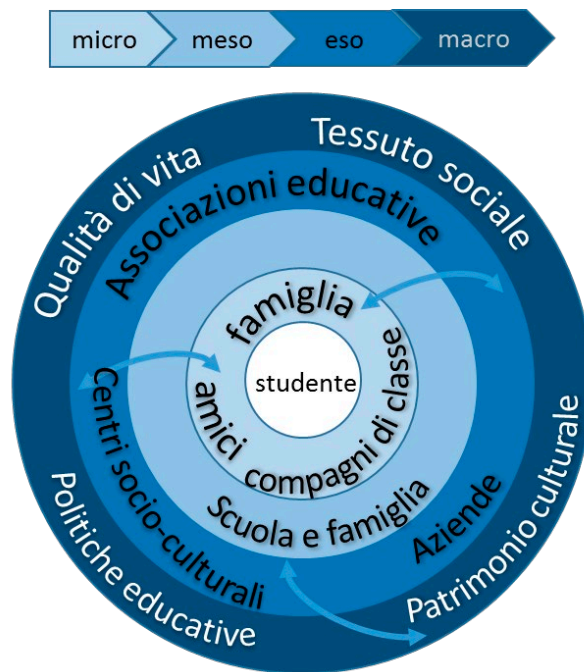 micro meso eso macro
Qualità di vita
Tessuto sociale
Associazioni educative
famiglia
studente
amici
compagni di classe
Centri socio-culturali
Scuola e famiglia
Aziende
Politiche educative
Patrimonio culturale